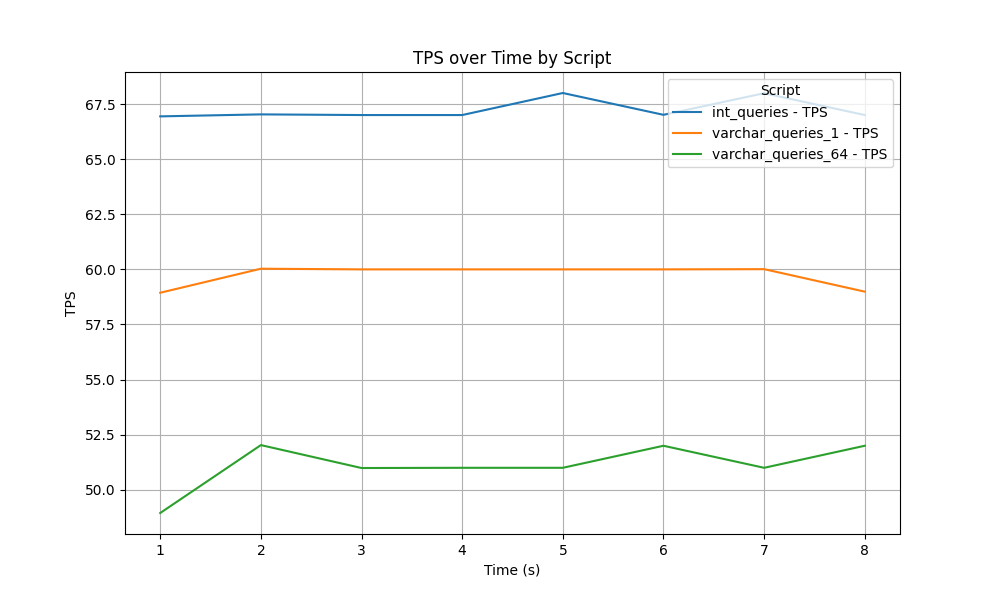 TPS over Time by Script
Script
int_queries - TPS
varchar_queries_1 - TPS
varchar_queries_64 - TPS
TPS
67.5
65.0
62.5
60.0
57.5
55.0
52.5
50.0
1 2 3 4 5 6 7 8
Time (s)